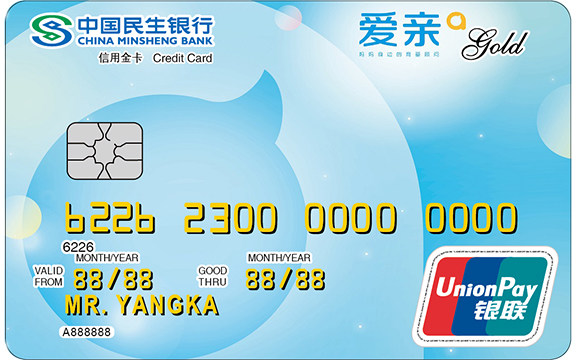 中国民生银行
CHINA MINSHENG BANK
信用金卡 Credit Card
爱亲 Gold
6226 2300 0000 0000
6226
MONTH/YEAR MONTH/YEAR
VALID FROM 88/88 GOOD THRU 88/88
MR. YANGKA
A888888
UnionPay
银联